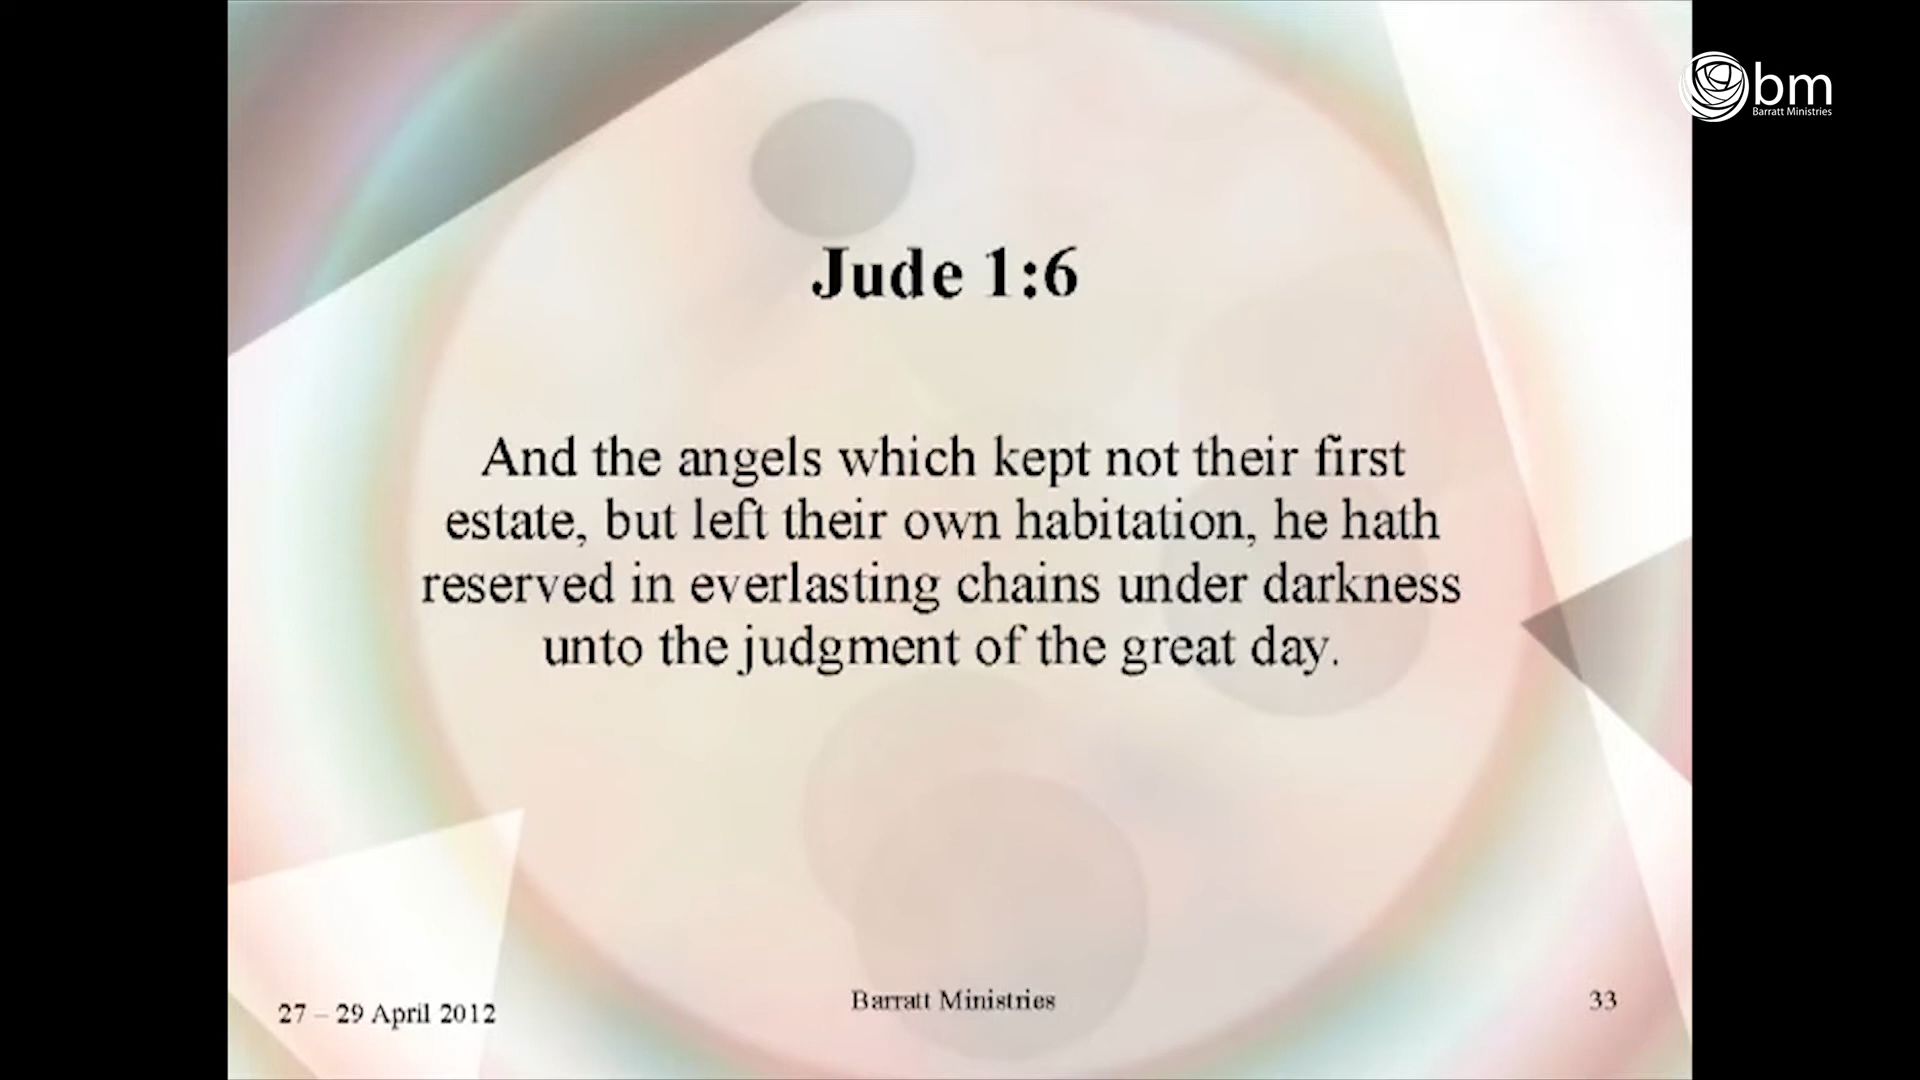 bm
Barratt Ministries
Jude 1:6
And the angels which kept not their first
estate, but left their own habitation, he hath
reserved in everlasting chains under darkness
unto the judgment of the great day.
27 – 29 April 2012
Barratt Ministries
33